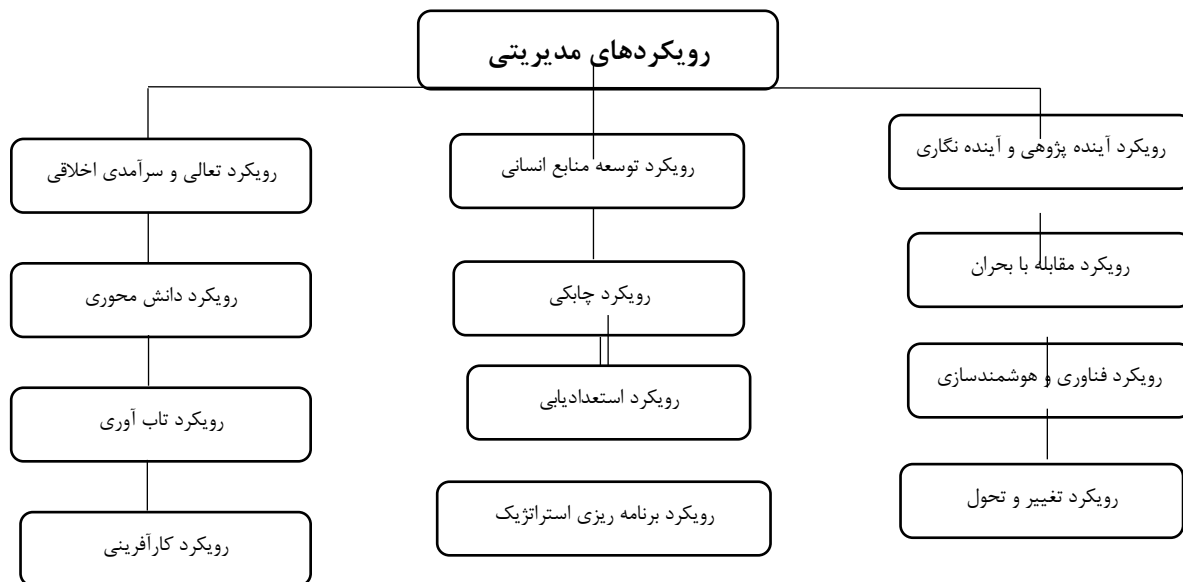 رویکردهای مدیریتی
رویکرد آینده پژوهی و آینده نگاری
رویکرد مقابله با بحران
رویکرد فناوری و هوشمندسازی
رویکرد تغییر و تحول
رویکرد توسعه منابع انسانی
رویکرد چابکی
رویکرد استعدادیابی
رویکرد برنامه ریزی استراتژیک
رویکرد تعالی و سرآمدی اخلاقی
رویکرد دانش محوری
رویکرد تاب آوری
رویکرد کارآفرینی